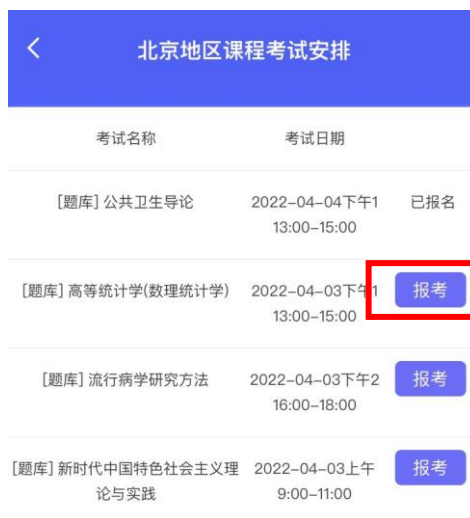 北京地区课程考试安排
考试名称 考试日期
[题库] 公共卫生导论 2022-04-04下午1 已报名
13:00-15:00
[题库] 高等统计学(数理统计学) 2022-04-03下午1 报考
13:00-15:00
[题库] 流行病学研究方法 2022-04-03下午2 报考
16:00-18:00
[题库] 新时代中国特色社会主义理 2022-04-03上午 报考
论与实践 9:00-11:00